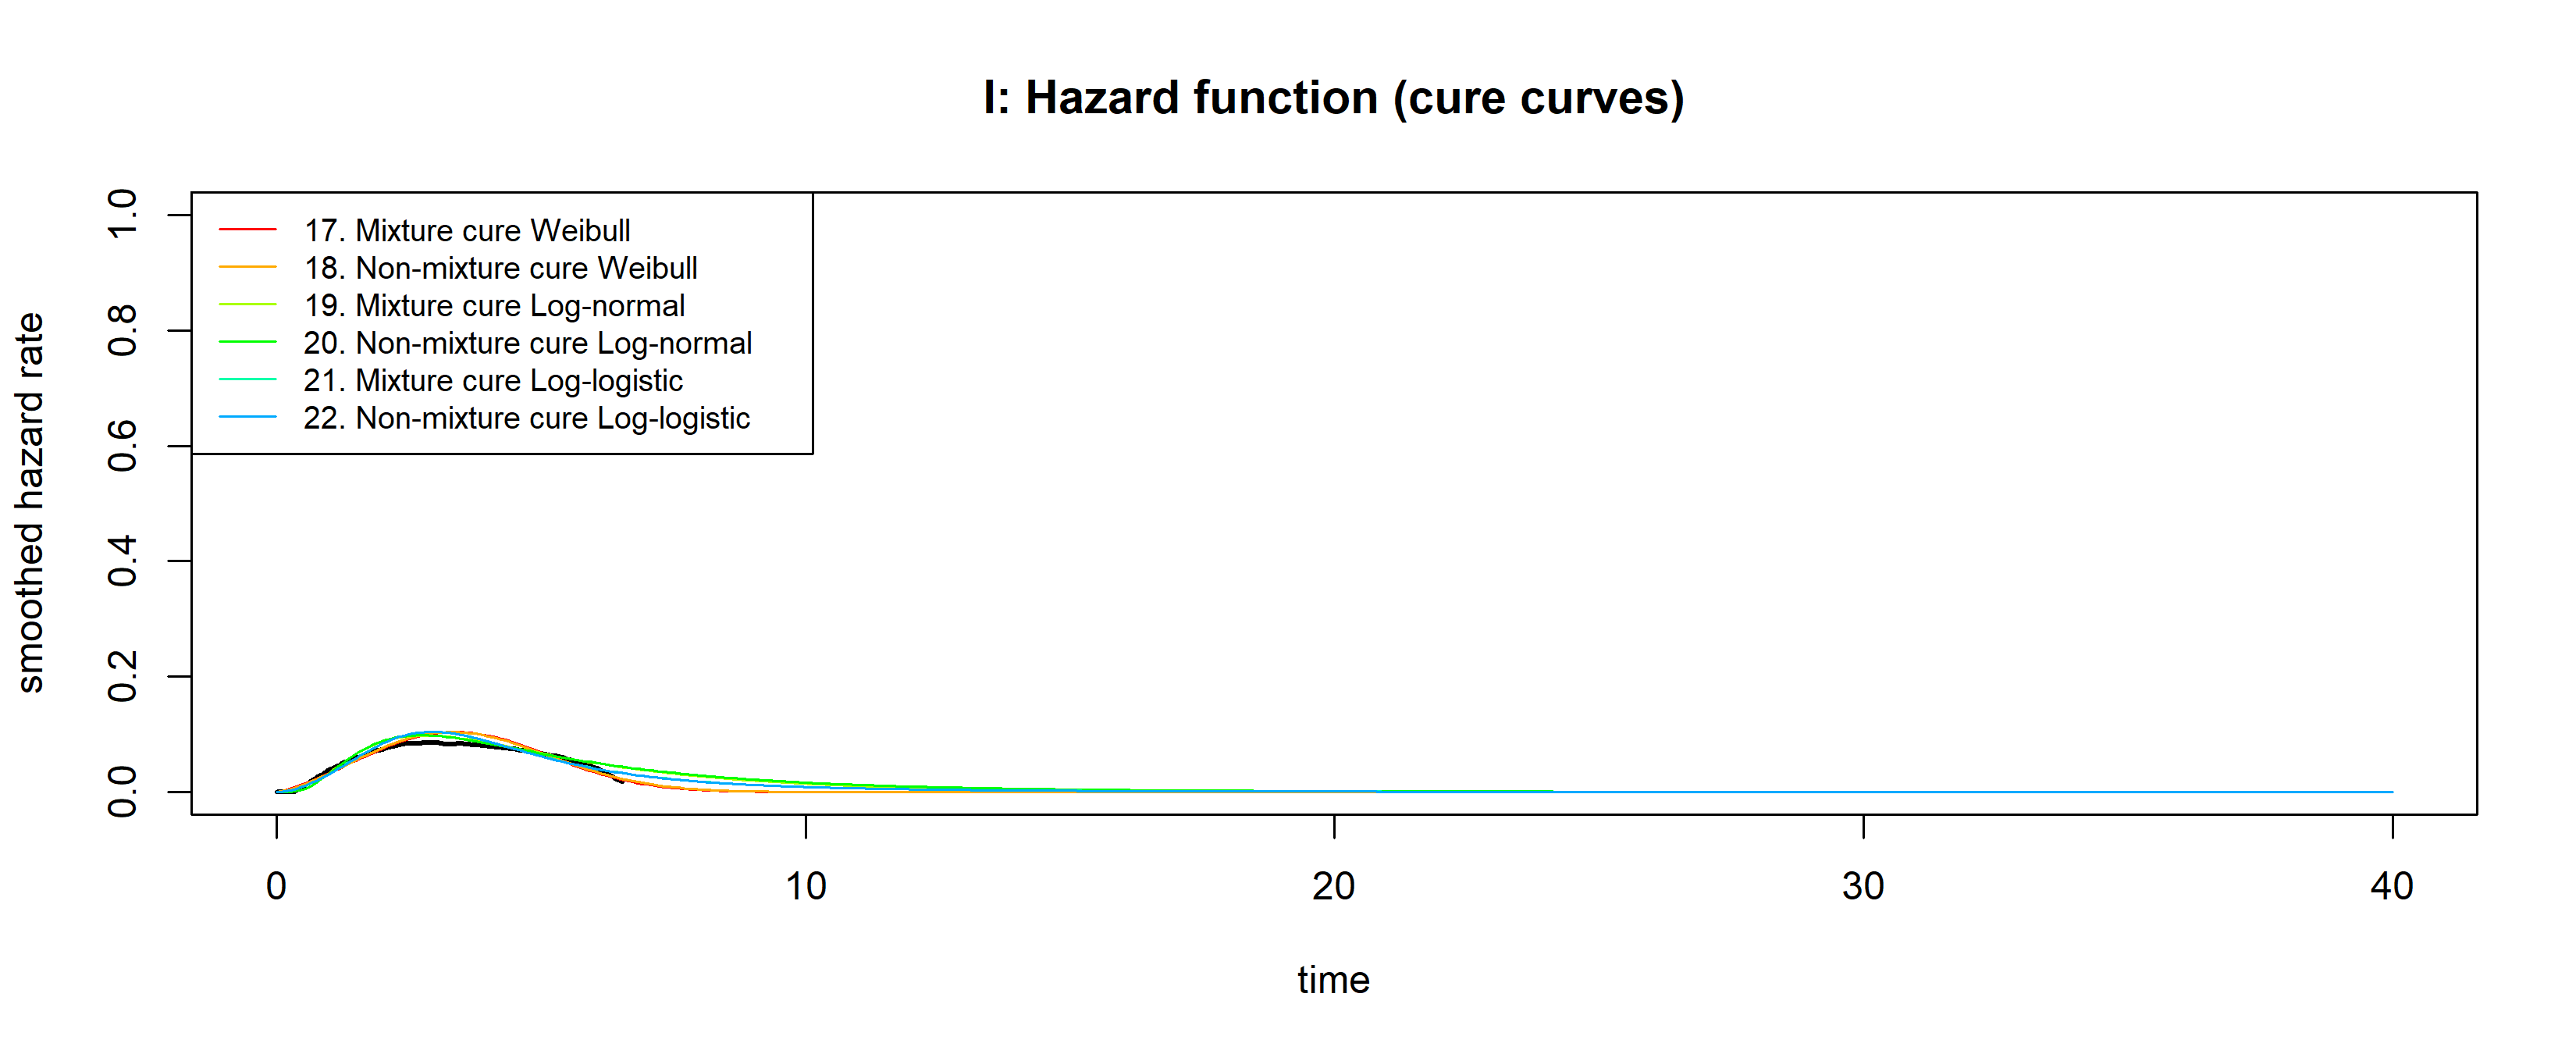 I: Hazard function (cure curves)
17. Mixture cure Weibull
18. Non-mixture cure Weibull
19. Mixture cure Log-normal
20. Non-mixture cure Log-normal
21. Mixture cure Log-logistic
22. Non-mixture cure Log-logistic
smoothed hazard rate
1.0
0.8
0.6
0.4
0.2
0.0
0 10 20 30 40
time